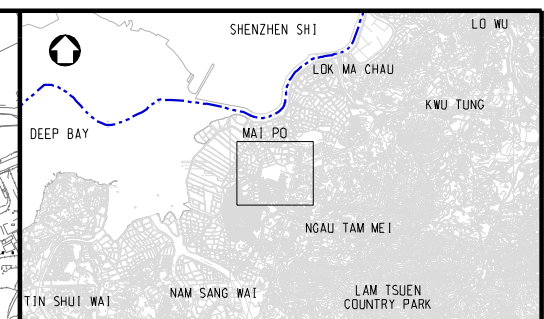 LO WU
SHENZHEN SHI
LOK MA CHAU
KWU TUNG
DEEP BAY
MAI PO
NGAU TAM MEI
NAM SANG WAI
LAM TSUEN
COUNTRY PARK
TIN SHUI WAI